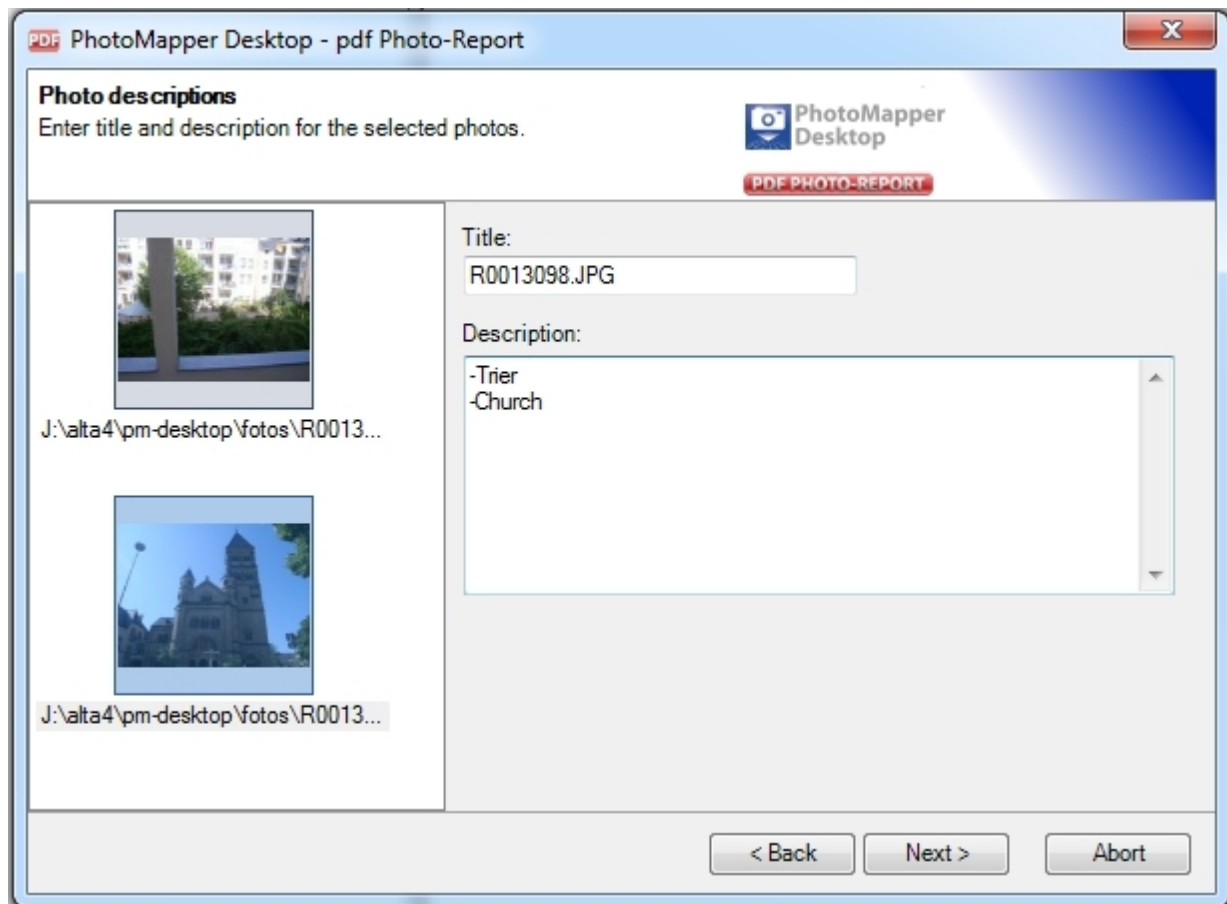 PDF PhotoMapper Desktop - pdf Photo-Report
X
Photo descriptions
Enter title and description for the selected photos.
PhotoMapper
Desktop
PDF PHOTO-REPORT
J:\alta4\pm-desktop\fotos\R0013...
J:\alta4\pm-desktop\fotos\R0013...
Title:
R0013098.JPG
Description:
-Trier
-Church
< Back
Next >
Abort